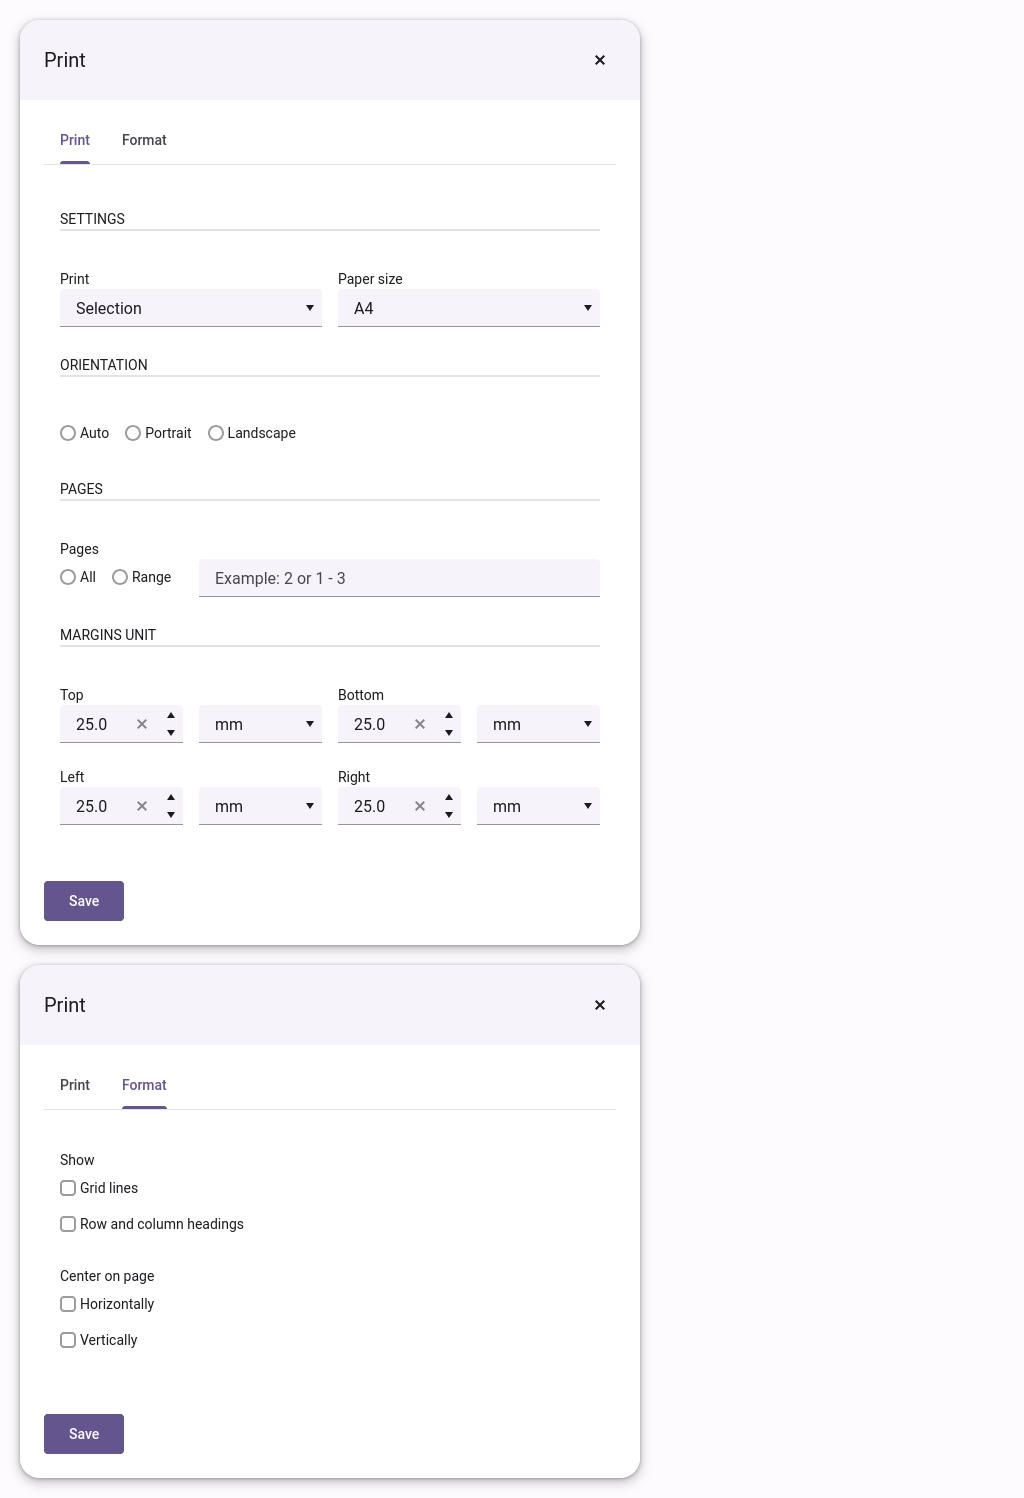 Print
Print Format
SETTINGS
Print Paper size
Selection A4
ORIENTATION
Auto Portrait Landscape
PAGES
Pages
All Range Example: 2 or 1 - 3
MARGINS UNIT
Top Bottom
25.0 mm 25.0 mm
Left Right
25.0 mm 25.0 mm
Save
Print
Print Format
Show
Grid lines
Row and column headings
Center on page
Horizontally
Vertically
Save